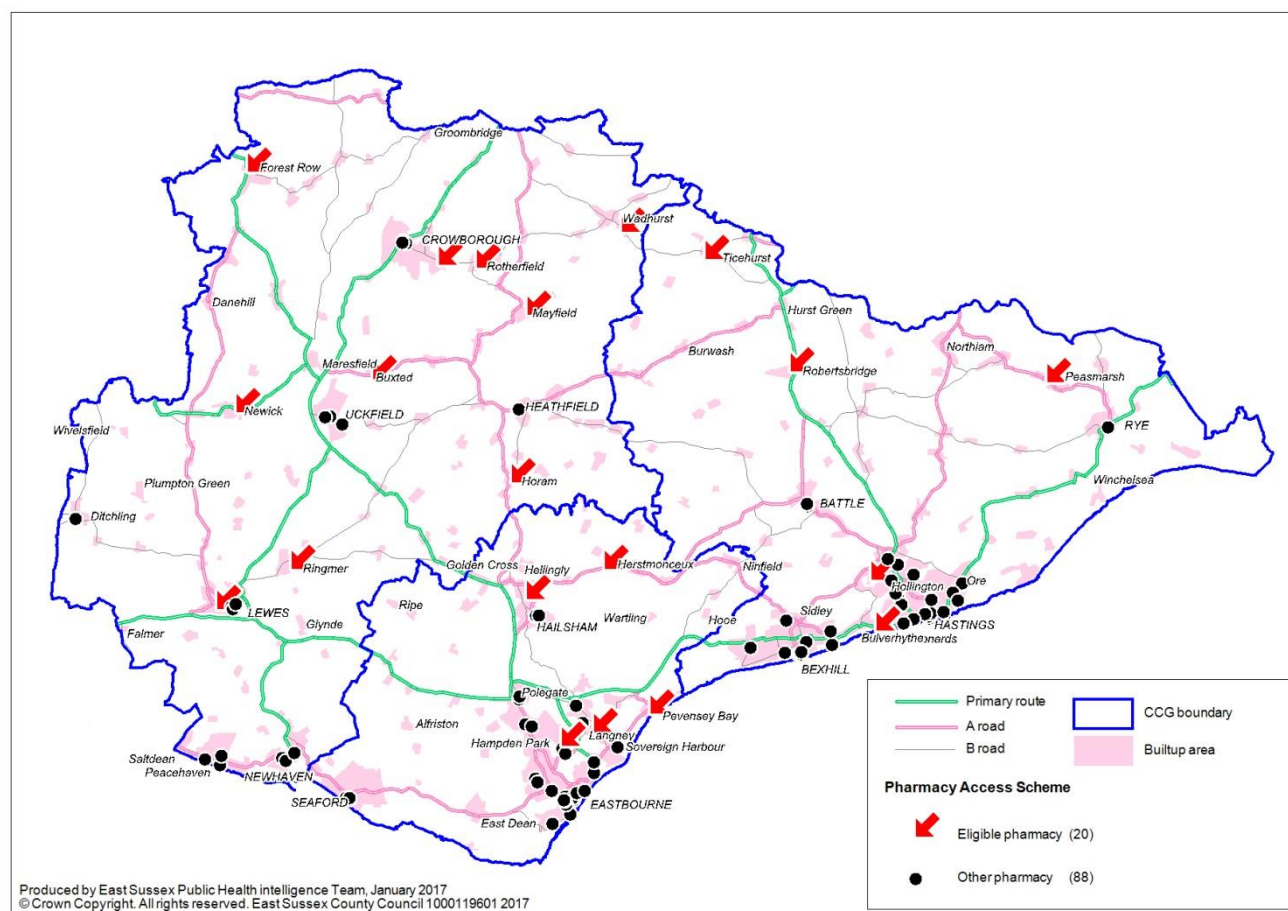 Groombridge
Forest Row
Wadhurst
CROWBOROUGH
Rotherfield
Ticehurst
Danehill
Mayfield
Hurst Green
Maresfield
Buxted
Burwash
Northiam
Robertsbridge
Peasmarsh
Newick
UCKFIELD
HEATHFIELD
Wivelsfield
RYE
Plumpton Green
Horam
Winchelsea
BATTLE
Ditchling
Ringmer
Golden Cross
Hellingly
Herstmonceux
Ninfield
Hollington
Ore
LEWES
Ripe
Wartling
Sidley
HAILSHAM
Hooe
Falmer
Glynde
HASTINGS
Bulverhythe
nards
BEXHILL
Polegate
Pevensey Bay
Alfriston
Langney
Hampden Park
Sovereign Harbour
Saltdean
Peacehaven
NEWHAVEN
SEAFORD
EASTBOURNE
East Dean
Primary route
A road
B road
CCG boundary
Builtup area
Pharmacy Access Scheme
Eligible pharmacy (20)
Other pharmacy (88)
Produced by East Sussex Public Health intelligence Team, January 2017
© Crown Copyright. All rights reserved. East Sussex County Council 1000119601 2017